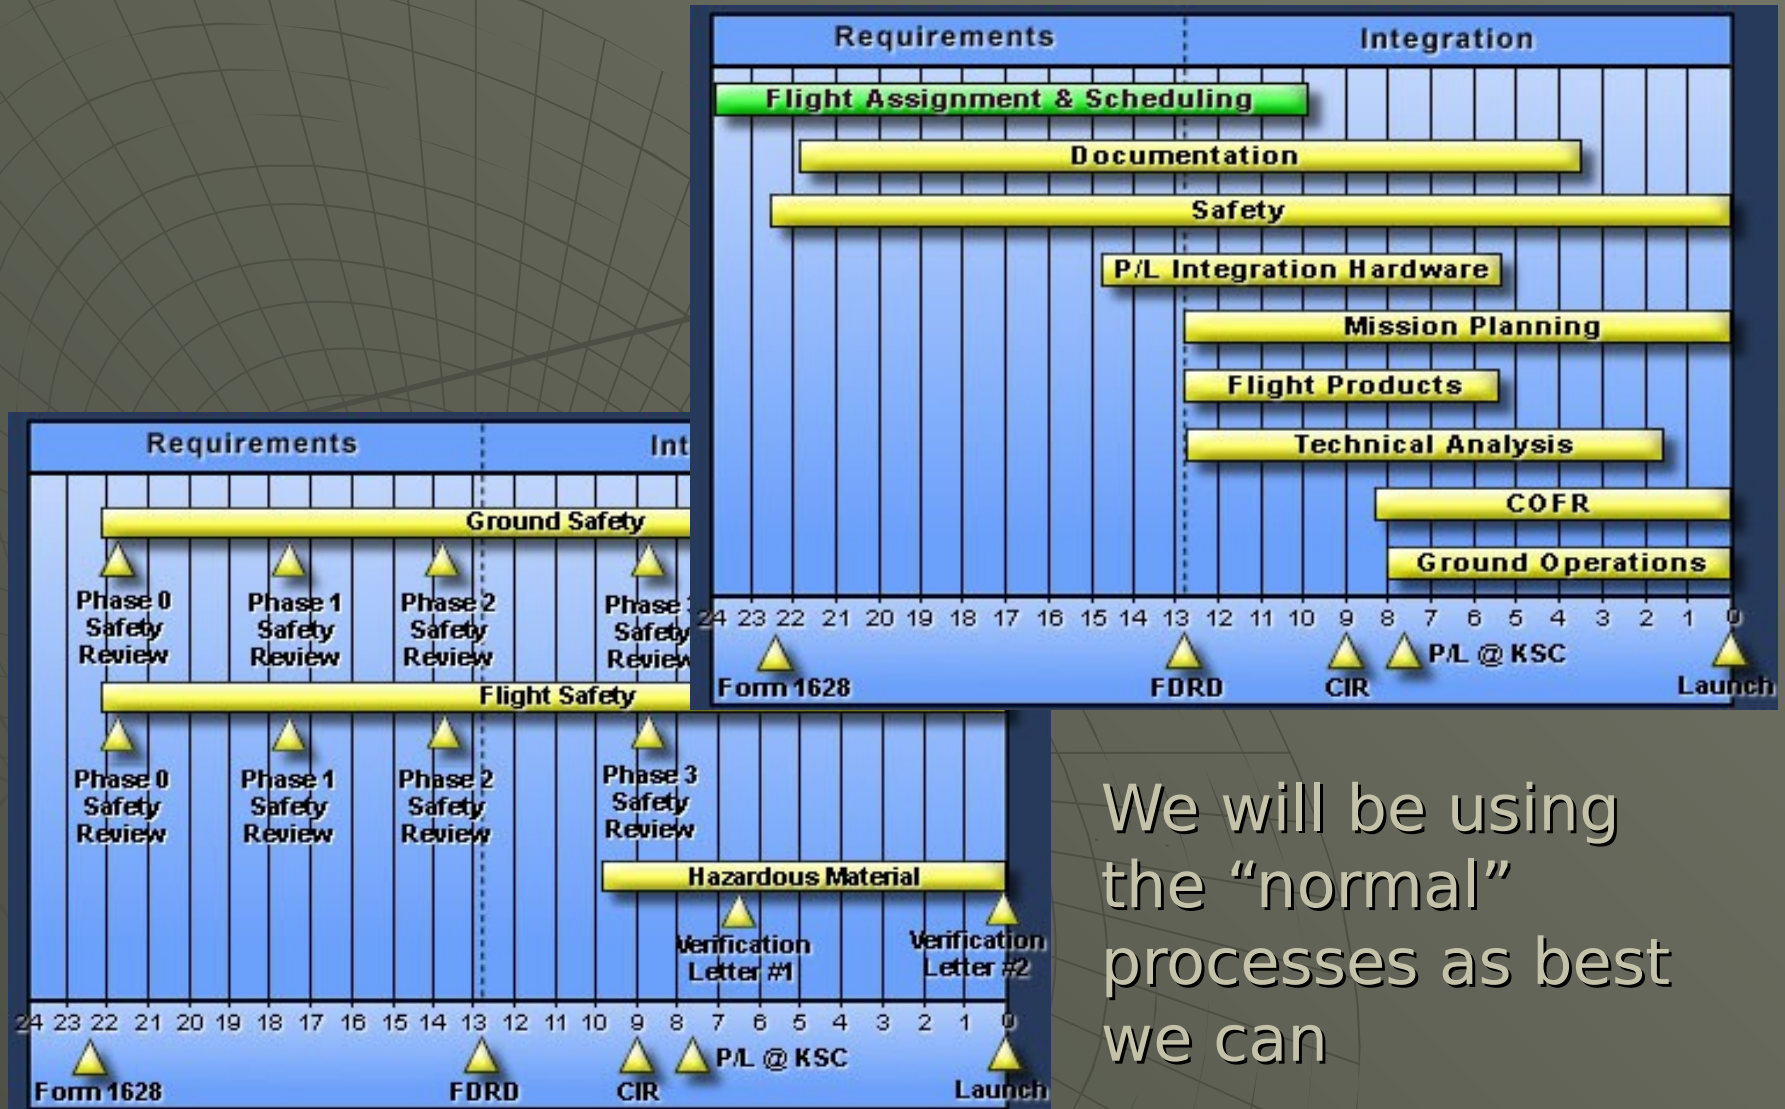 Requirements Integration
Flight Assignment & Scheduling
Documentation
Safety
P/L Integration Hardware
Mission Planning
Flight Products
Technical Analysis
COFR
Ground Operations
24 23 22 21 20 19 18 17 16 15 14 13 12 11 10 9 8 7 6 5 4 3 2 1 0
P/L @ KSC
Form 1628 FDRD CIR Launch
Requirements Int
Ground Safety
Phase 0 Phase 1 Phase 2 Phase
Safety Safety Safety Safety
Review Review Review Review
Flight Safety
Phase 0 Phase 1 Phase 2 Phase 3
Safety Safety Safety Safety
Review Review Review Review
Hazardous Material
Verification Verification
Letter #1 Letter #2
24 23 22 21 20 19 18 17 16 15 14 13 12 11 10 9 8 7 6 5 4 3 2 1 0
P/L @ KSC
Form 1628 FDRD CIR Launch
We will be using
the “normal”
processes as best
we can